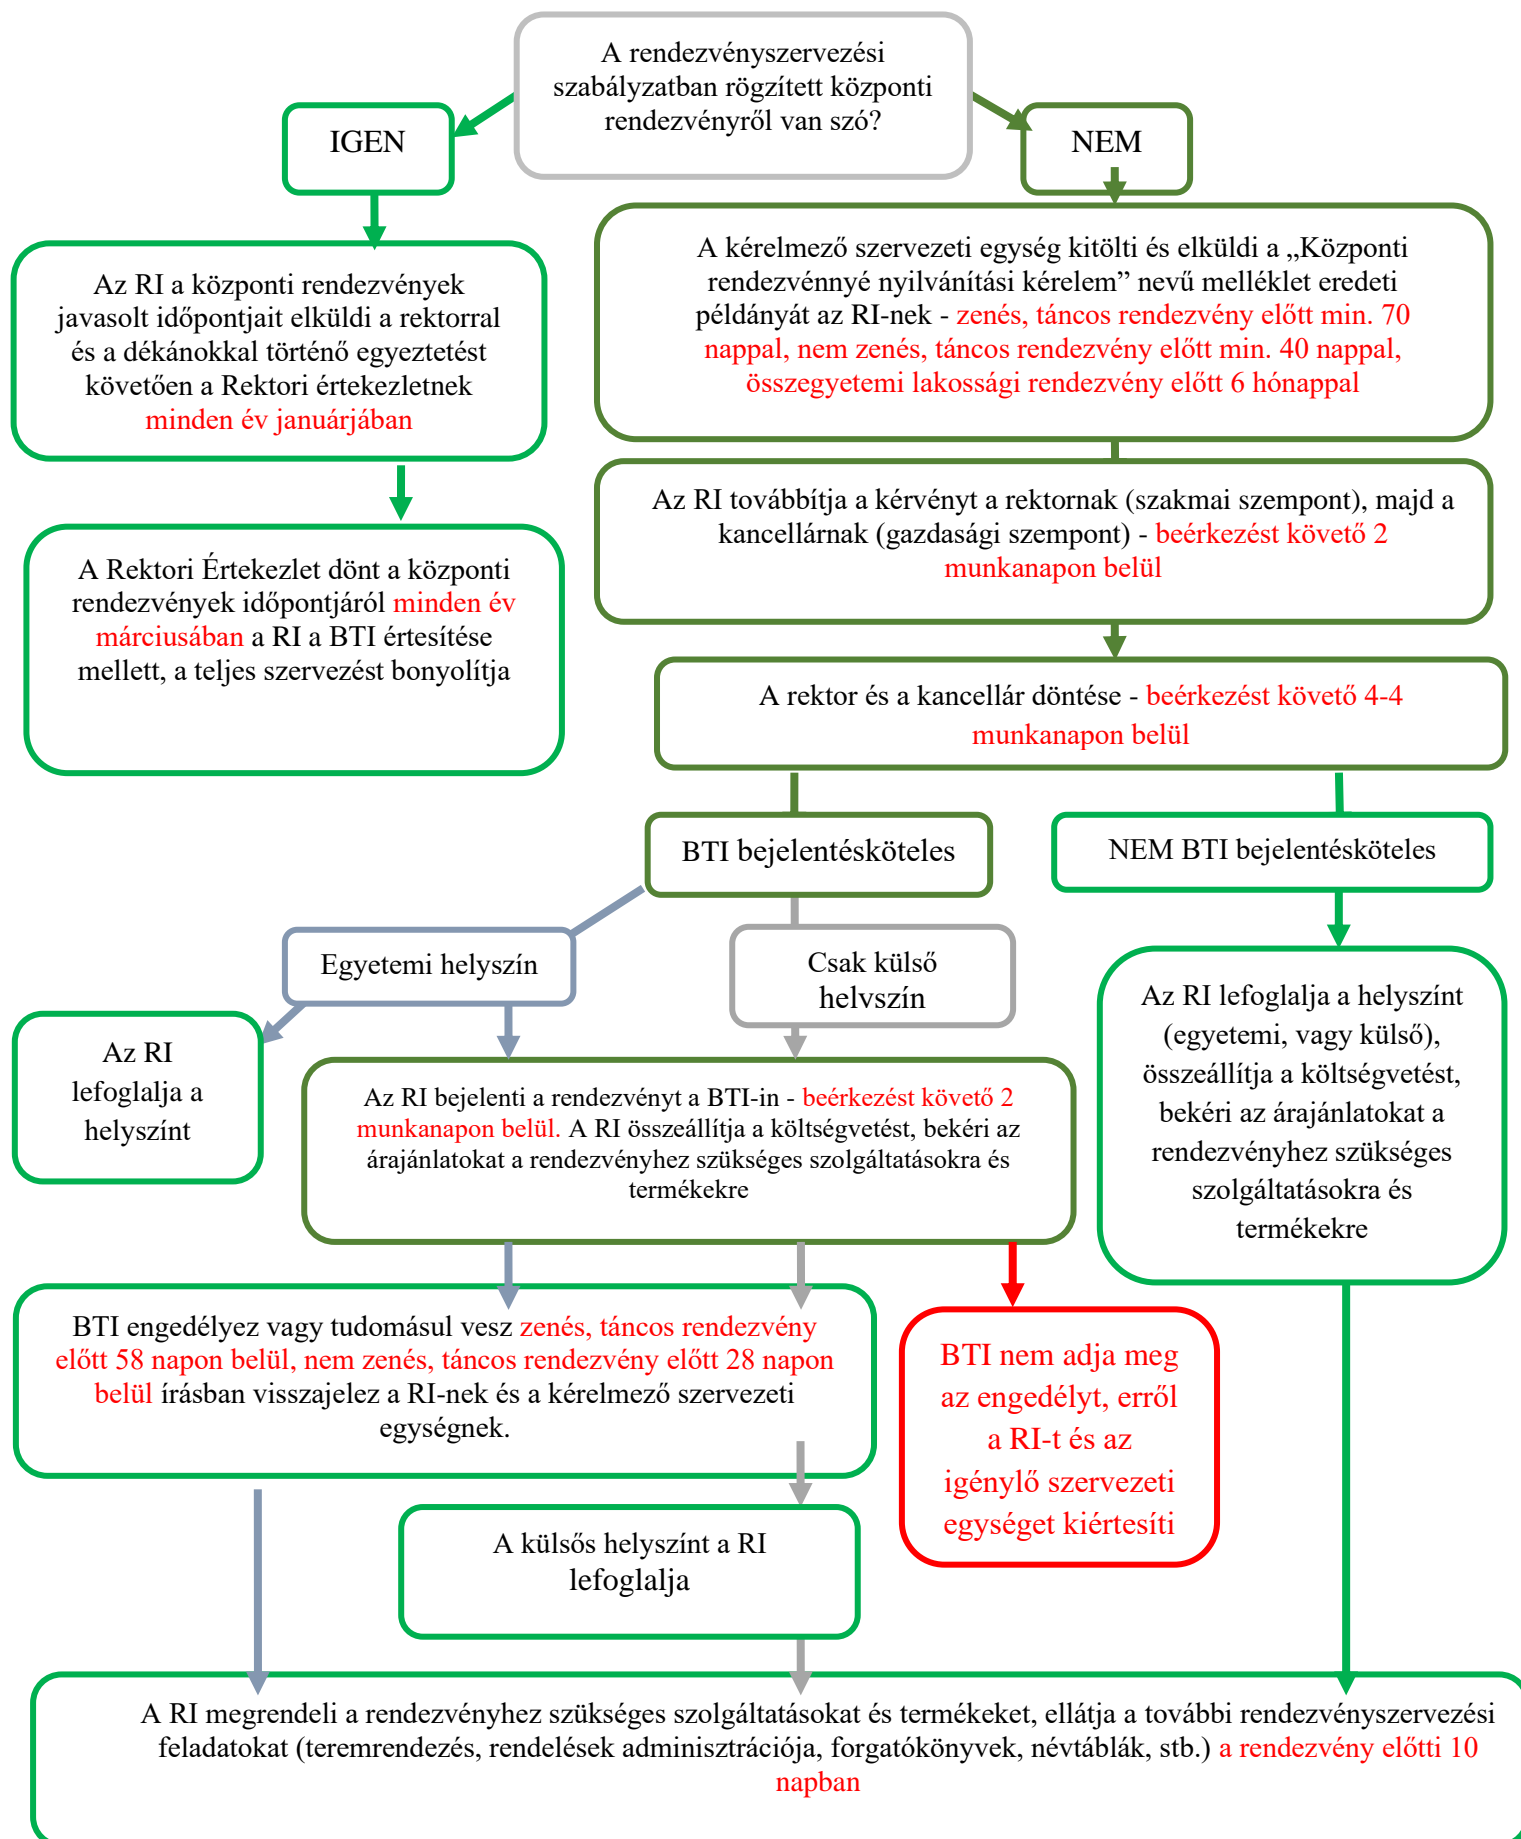 A rendezvényszervezési
szabályzatban rögzített központi
rendezvényről van szó?
IGEN
NEM
Az RI a központi rendezvények
javasolt időpontjait elküldi a rektorral
és a dékánokkal történő egyeztetést
követően a Rektori értekezletnek
minden év januárjában
A kérelmező szervezeti egység kitölti és elküldi a „Központi
rendezvénnyé nyilvánítási kérelem” nevű melléklet eredeti
példányát az RI-nek - zenés, táncos rendezvény előtt min. 70
nappal, nem zenés, táncos rendezvény előtt min. 40 nappal,
összegyetemi lakossági rendezvény előtt 6 hónappal
Az RI továbbítja a kérvényt a rektornak (szakmai szempont), majd a
kancellárnak (gazdasági szempont) - beérkezést követő 2
munkanapon belül
A Rektori Értekezlet dönt a központi
rendezvények időpontjáról minden év
márciusában a RI a BTI értesítése
mellett, a teljes szervezést bonyolítja
A rektor és a kancellár döntése - beérkezést követő 4-4
munkanapon belül
BTI bejelentésköteles
NEM BTI bejelentésköteles
Egyetemi helyszín
Csak külső
helvszín
Az RI
lefoglalja a
helyszínt
Az RI bejelenti a rendezvényt a BTI-in - beérkezést követő 2
munkanapon belül. A RI összeállítja a költségvetést, bekéri az
árajánlatokat a rendezvényhez szükséges szolgáltatásokra és
termékekre
Az RI lefoglalja a helyszínt
(egyetemi, vagy külső),
összeállítja a költségvetést,
bekéri az árajánlatokat a
rendezvényhez szükséges
szolgáltatásokra és
termékekre
BTI engedélyez vagy tudomásul vesz zenés, táncos rendezvény
előtt 58 napon belül, nem zenés, táncos rendezvény előtt 28 napon
belül írásban visszajelez a RI-nek és a kérelmező szervezeti
egységnek.
BTI nem adja meg
az engedélyt, erről
a RI-t és az
igénylő szervezeti
egységet kiértesíti
A külsős helyszínt a RI
lefoglalja
A RI megrendeli a rendezvényhez szükséges szolgáltatásokat és termékeket, ellátja a további rendezvényszervezési
feladatokat (teremrendezés, rendelések adminisztrációja, forgatókönyvek, névtáblák, stb.) a rendezvény előtti 10
napban